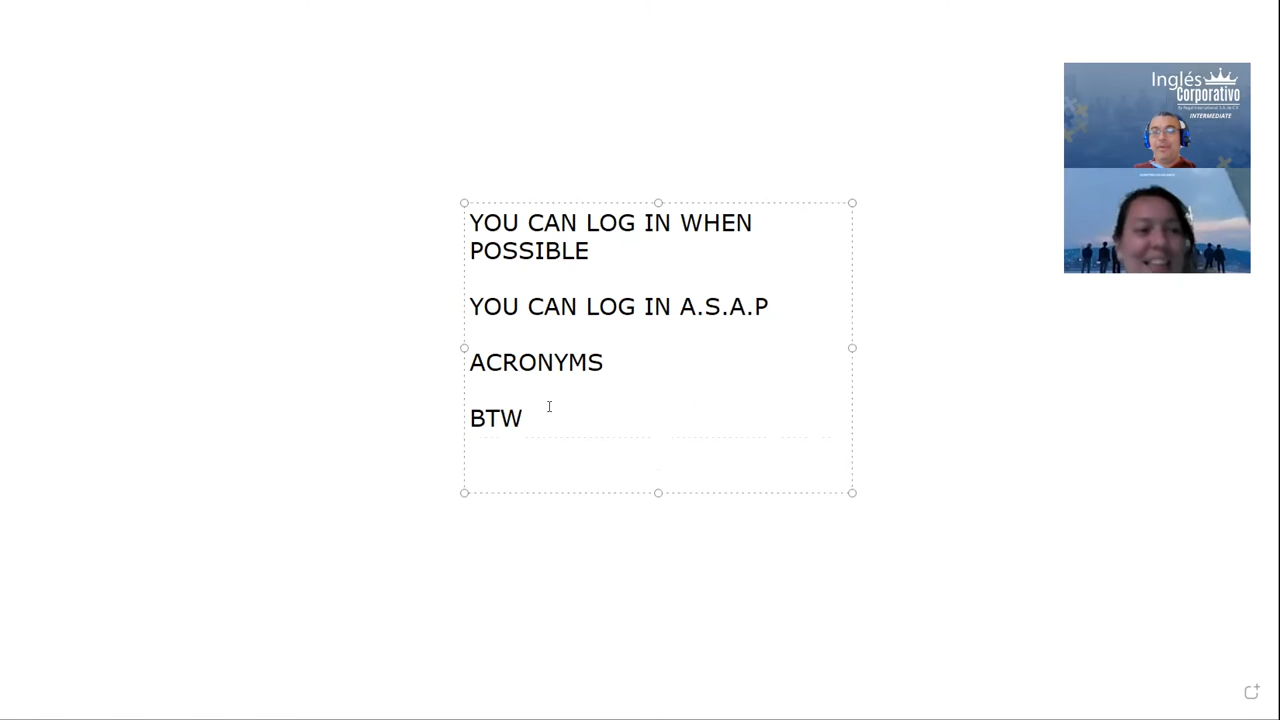 YOU CAN LOG IN WHEN
POSSIBLE
YOU CAN LOG IN A.S.A.P
ACRONYMS
BTW
Inglés
Corporativo
INTERMEDIATE